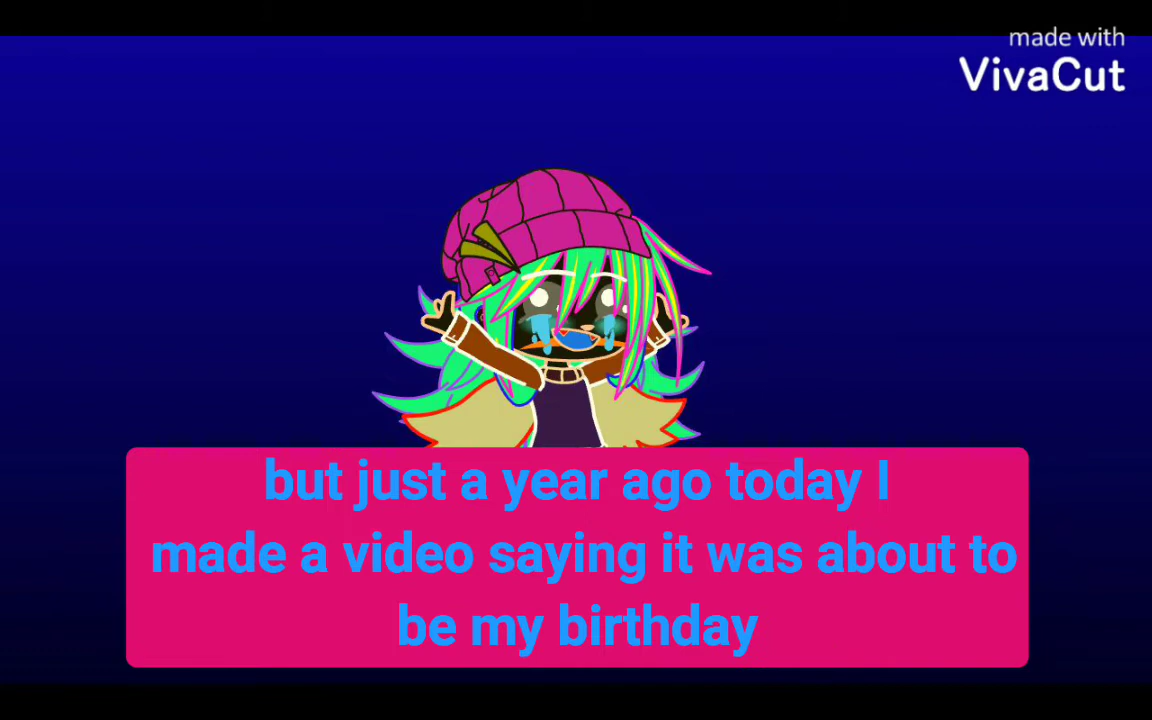 made with
VivaCut
but just a year ago today I
made a video saying it was about to
be my birthday